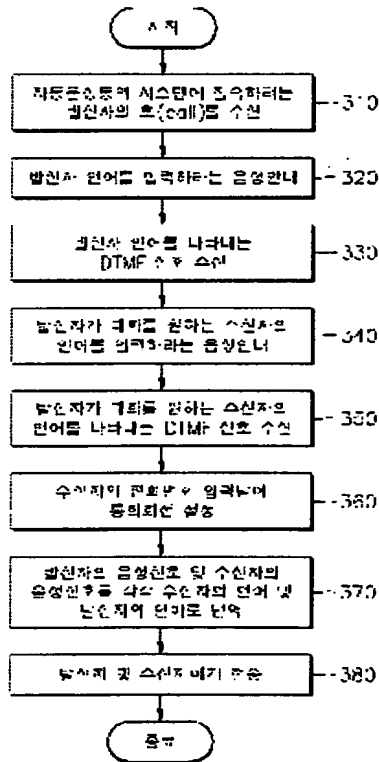 시작
자동음성통역 시스템에 접속하려는
발신자의 호(call)를 수신
310
발신자 언어를 입력하라는 음성안내
320
발신자 언어를 나타내는
DTMF 신호 수신
330
발신자가 대화를 원하는 수신자의
언어를 입력하라는 음성안내
340
발신자가 대화를 원하는 수신자의
언어를 나타내는 DTMF 신호 수신
350
수신자의 전화번호 입력받아
통화회선 설정
360
발신자의 음성신호 및 수신자의
음성신호를 각각 수신자의 언어 및
발신자의 언어로 번역
370
발신자 및 수신자에게 전송
380
종료